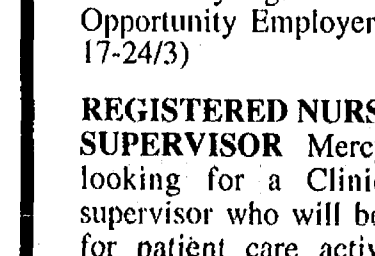 Opportunity Employer
17-24/3)
REGISTERED NURS
SUPERVISOR Merc
looking for a Clini
supervisor who will be
for patient care activ